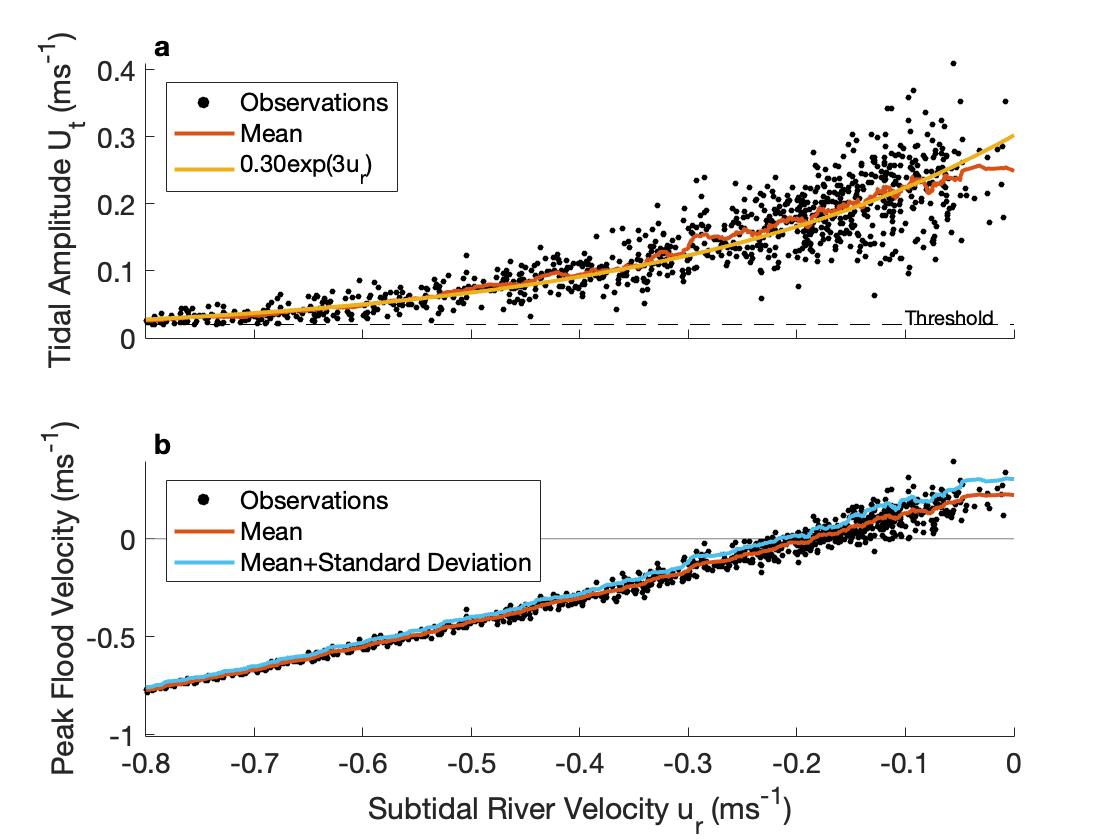 a
Tidal Amplitude U_t (ms^-1)
0.4
0.3
0.2
0.1
0
Observations
Mean
0.30exp(3u_r)
Threshold
b
Peak Flood Velocity (ms^-1)
0
-0.5
-1
Observations
Mean
Mean+Standard Deviation
-0.8 -0.7 -0.6 -0.5 -0.4 -0.3 -0.2 -0.1 0
Subtidal River Velocity u_r (ms^-1)